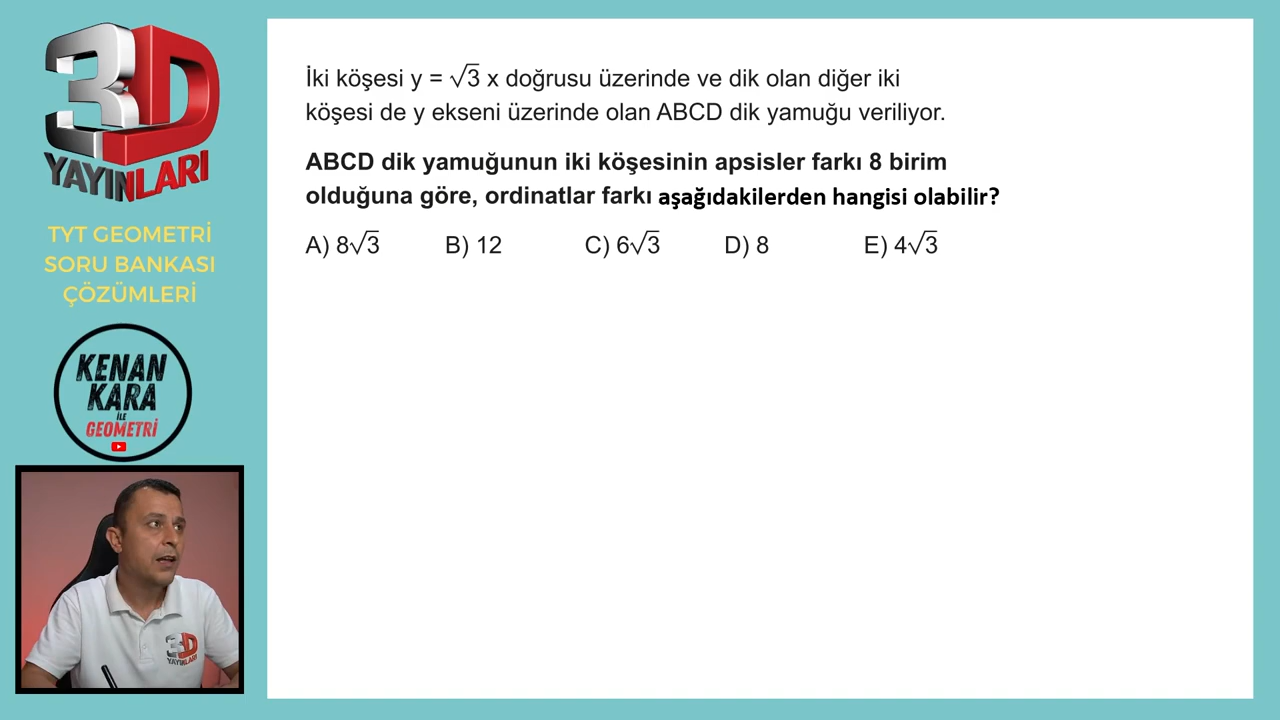 3D
YAYINLARI
TYT GEOMETRİ
SORU BANKASI
ÇÖZÜMLERİ
KENAN
KARA
İLE
GEOMETRİ
3D
YAYINLARI
İki köşesi y = √3 x doğrusu üzerinde ve dik olan diğer iki
köşesi de y ekseni üzerinde olan ABCD dik yamuğu veriliyor.
ABCD dik yamuğunun iki köşesinin apsisler farkı 8 birim
olduğuna göre, ordinatlar farkı aşağıdakilerden hangisi olabilir?
A) 8√3 B) 12 C) 6√3 D) 8 E) 4√3